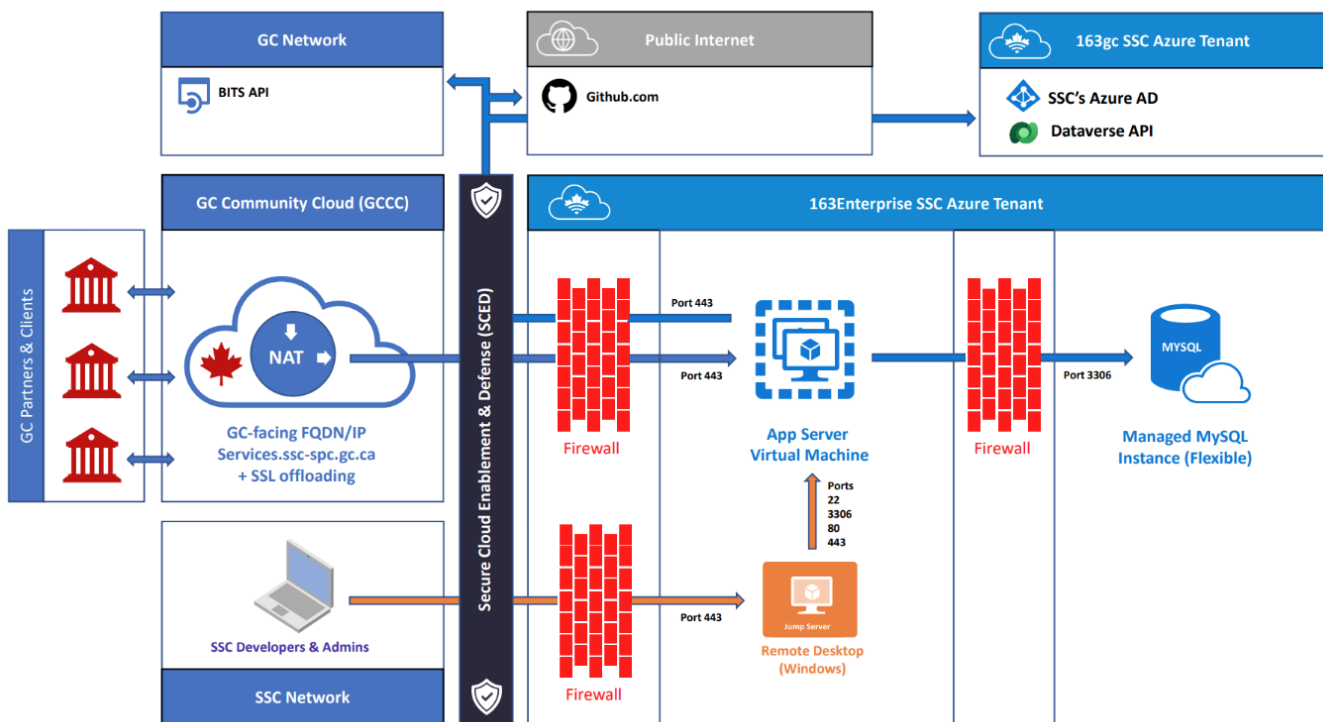 GC Network
BITS API
Public Internet
Github.com
163gc SSC Azure Tenant
SSC's Azure AD
Dataverse API
GC Partners & Clients
GC Community Cloud (GCCC)
NAT
GC-facing FQDN/IP
Services.ssc-spc.gc.ca
+ SSL offloading
SSC Developers & Admins
SSC Network
Secure Cloud Enablement & Defense (SCED)
163Enterprise SSC Azure Tenant
Firewall
Port 443
Port 443
App Server
Virtual Machine
Firewall
Port 3306
MYSQL
Managed MySQL
Instance (Flexible)
Ports
22
3306
80
443
Firewall
Port 443
Jump Server
Remote Desktop
(Windows)